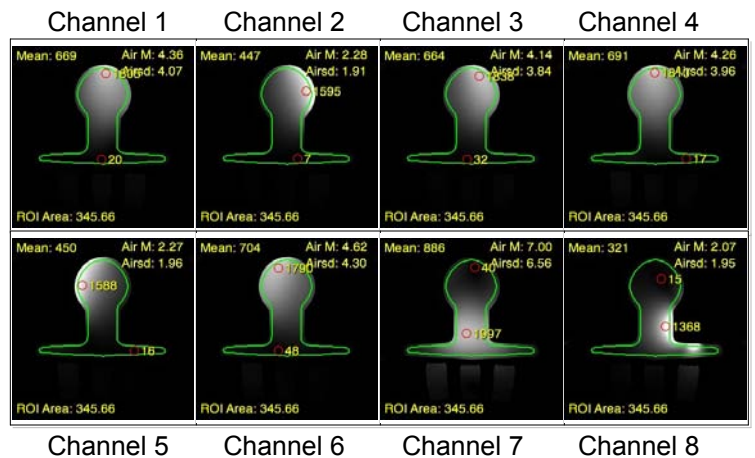 Channel 1 Channel 2 Channel 3 Channel 4
Mean: 669 Air M: 4.36
Airsd: 4.07
20
ROI Area: 345.66
Mean: 447 Air M: 2.28
Airsd: 1.91
1595
7
ROI Area: 345.66
Mean: 664 Air M: 4.14
Airsd: 3.84
1838
32
ROI Area: 345.66
Mean: 691 Air M: 4.26
Airsd: 3.96
17
ROI Area: 345.66
Mean: 450 Air M: 2.27
Airsd: 1.96
1588
16
ROI Area: 345.66
Mean: 704 Air M: 4.62
Airsd: 4.30
1790
48
ROI Area: 345.66
Mean: 886 Air M: 7.00
Airsd: 6.56
40
1997
ROI Area: 345.66
Mean: 321 Air M: 2.07
Airsd: 1.95
15
1368
ROI Area: 345.66
Channel 5 Channel 6 Channel 7 Channel 8